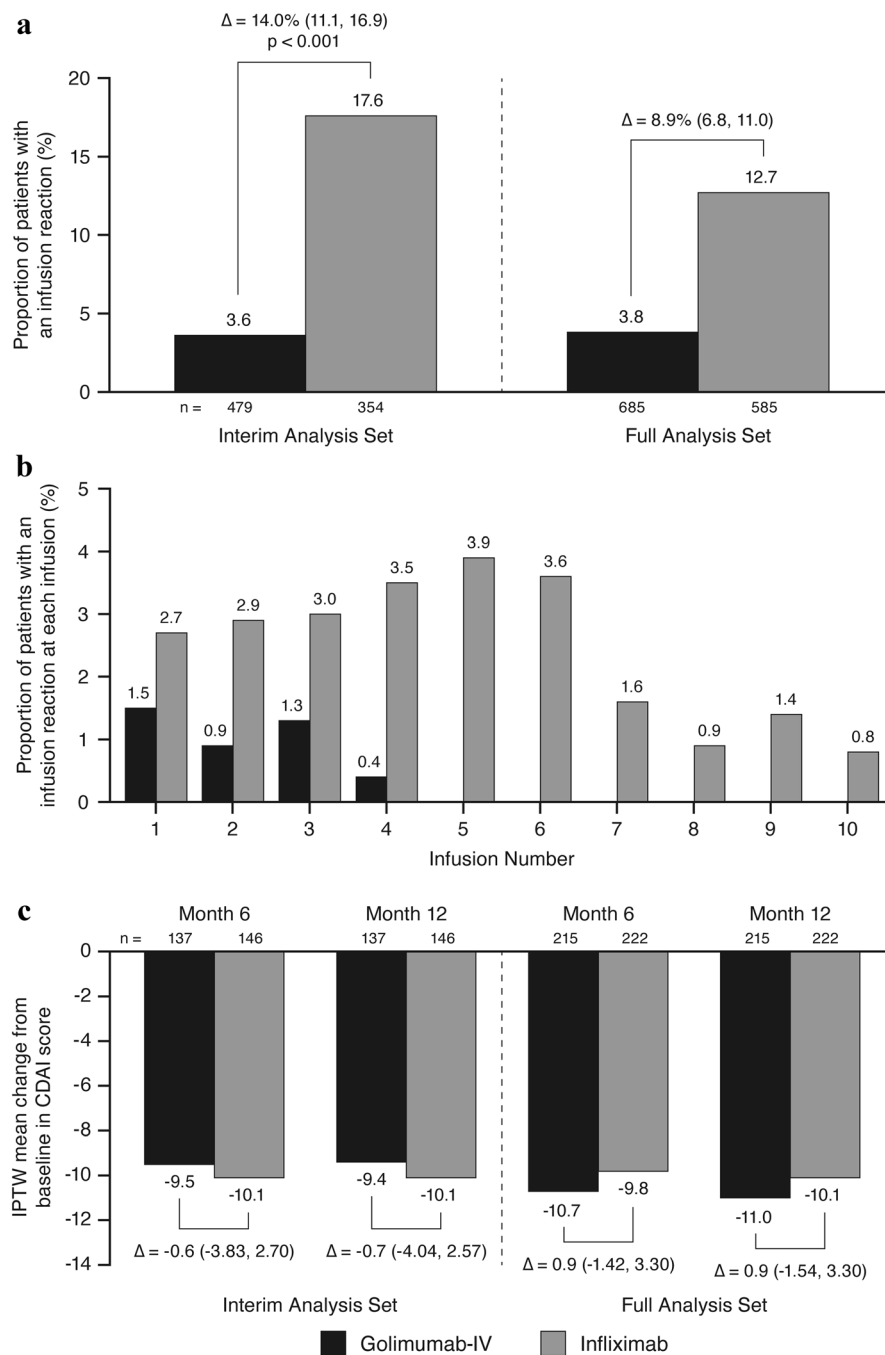 a
Δ = 14.0% (11.1, 16.9)
p < 0.001
Δ = 8.9% (6.8, 11.0)
Proportion of patients with
an infusion reaction (%)
20
15
10
5
0
3.6
17.6
3.8
12.7
n = 479 354 685 585
Interim Analysis Set Full Analysis Set
b
Proportion of patients with an
infusion reaction at each infusion (%)
5
4
3
2
1
0
1.5 2.7
0.9 2.9
1.3 3.0
0.4 3.5
3.9
3.6
1.6
0.9
1.4
0.8
1 2 3 4 5 6 7 8 9 10
Infusion Number
c
Month 6 Month 12 Month 6 Month 12
n = 137 146 137 146 215 222 215 222
IPTW mean change from
baseline in CDAI score
0
-2
-4
-6
-8
-10
-12
-14
-9.5 -10.1 -9.4 -10.1 -10.7 -9.8 -11.0 -10.1
Δ = -0.6 (-3.83, 2.70) Δ = -0.7 (-4.04, 2.57) Δ = 0.9 (-1.42, 3.30) Δ = 0.9 (-1.54, 3.30)
Interim Analysis Set Full Analysis Set
Golimumab-IV Infliximab